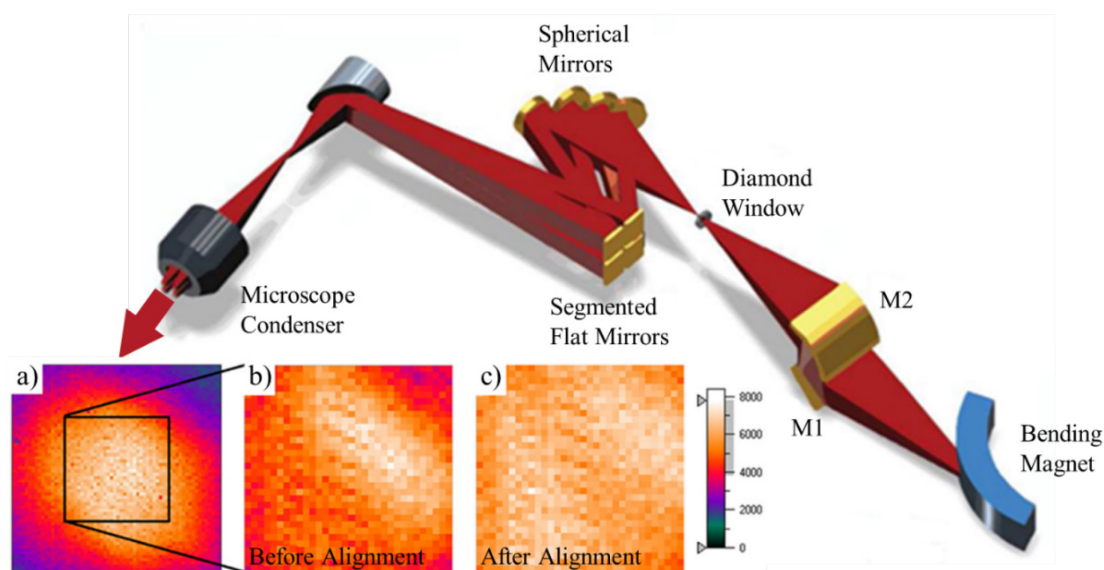 Spherical
Mirrors
Diamond
Window
M2
Microscope
Condenser
Segmented
Flat Mirrors
M1
Bending
Magnet
a)
b)
c)
8000
6000
4000
2000
0
Before Alignment
After Alignment